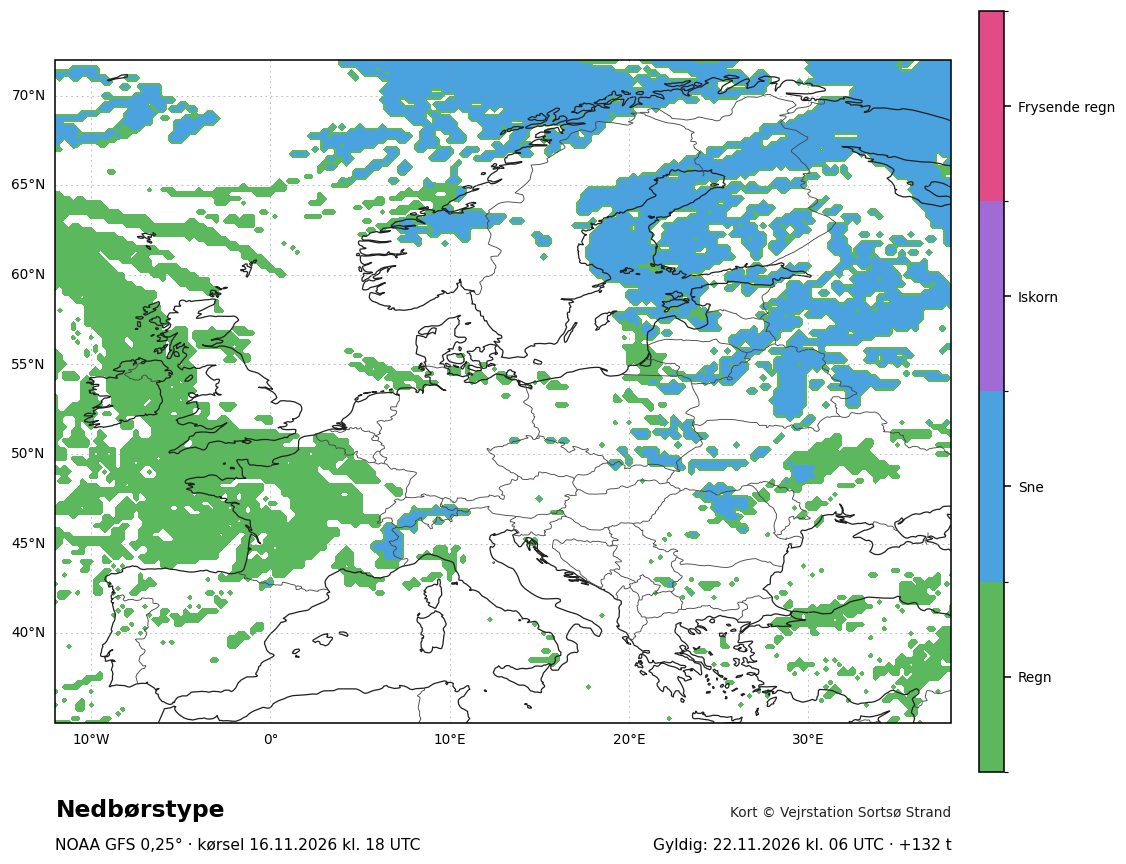 70°N
65°N
60°N
55°N
50°N
45°N
40°N
10°W
0°
10°E
20°E
30°E
Frysende regn
Iskorn
Sne
Regn
Nedbørstype
Kort © Vejrstation Sortsø Strand
NOAA GFS 0,25° · kørsel 16.11.2026 kl. 18 UTC
Gyldig: 22.11.2026 kl. 06 UTC · +132 t